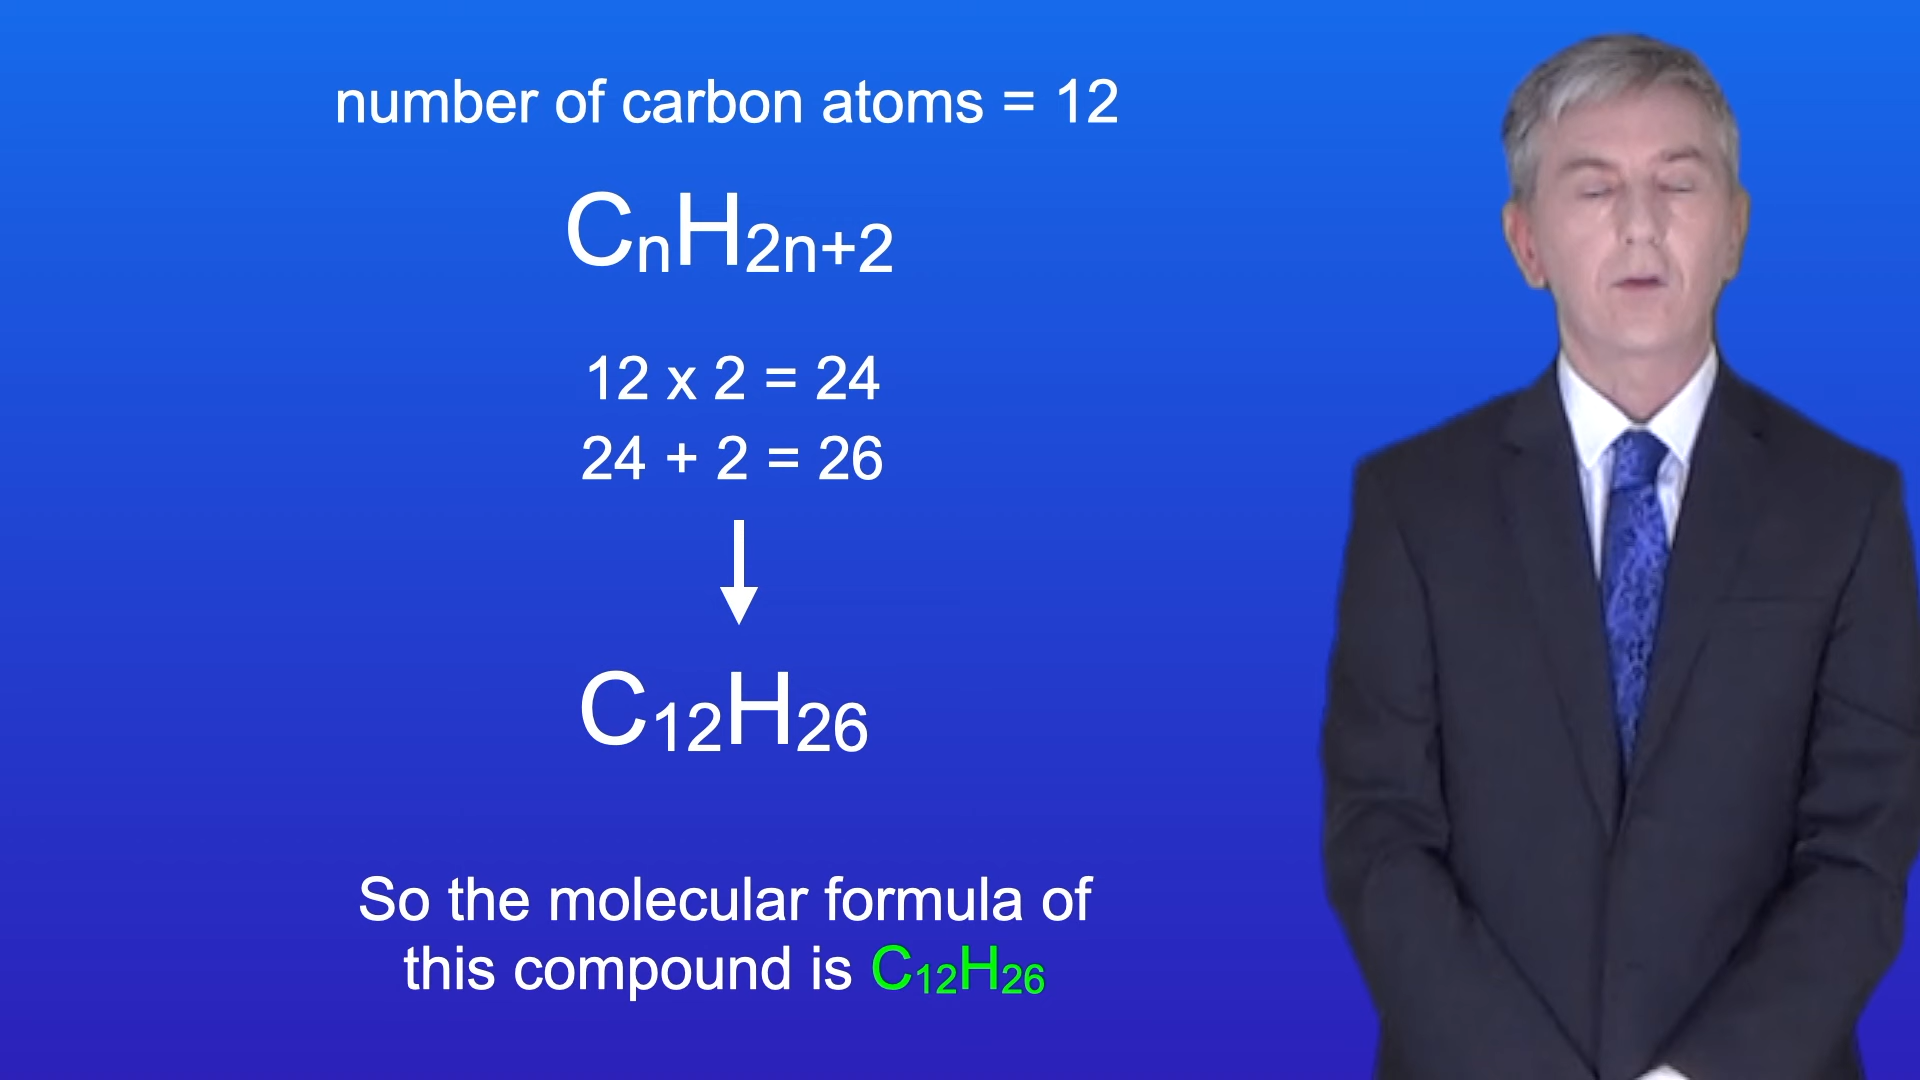 number of carbon atoms = 12
CnH2n+2
12 x 2 = 24
24 + 2 = 26
C12H26
So the molecular formula of
this compound is C12H26